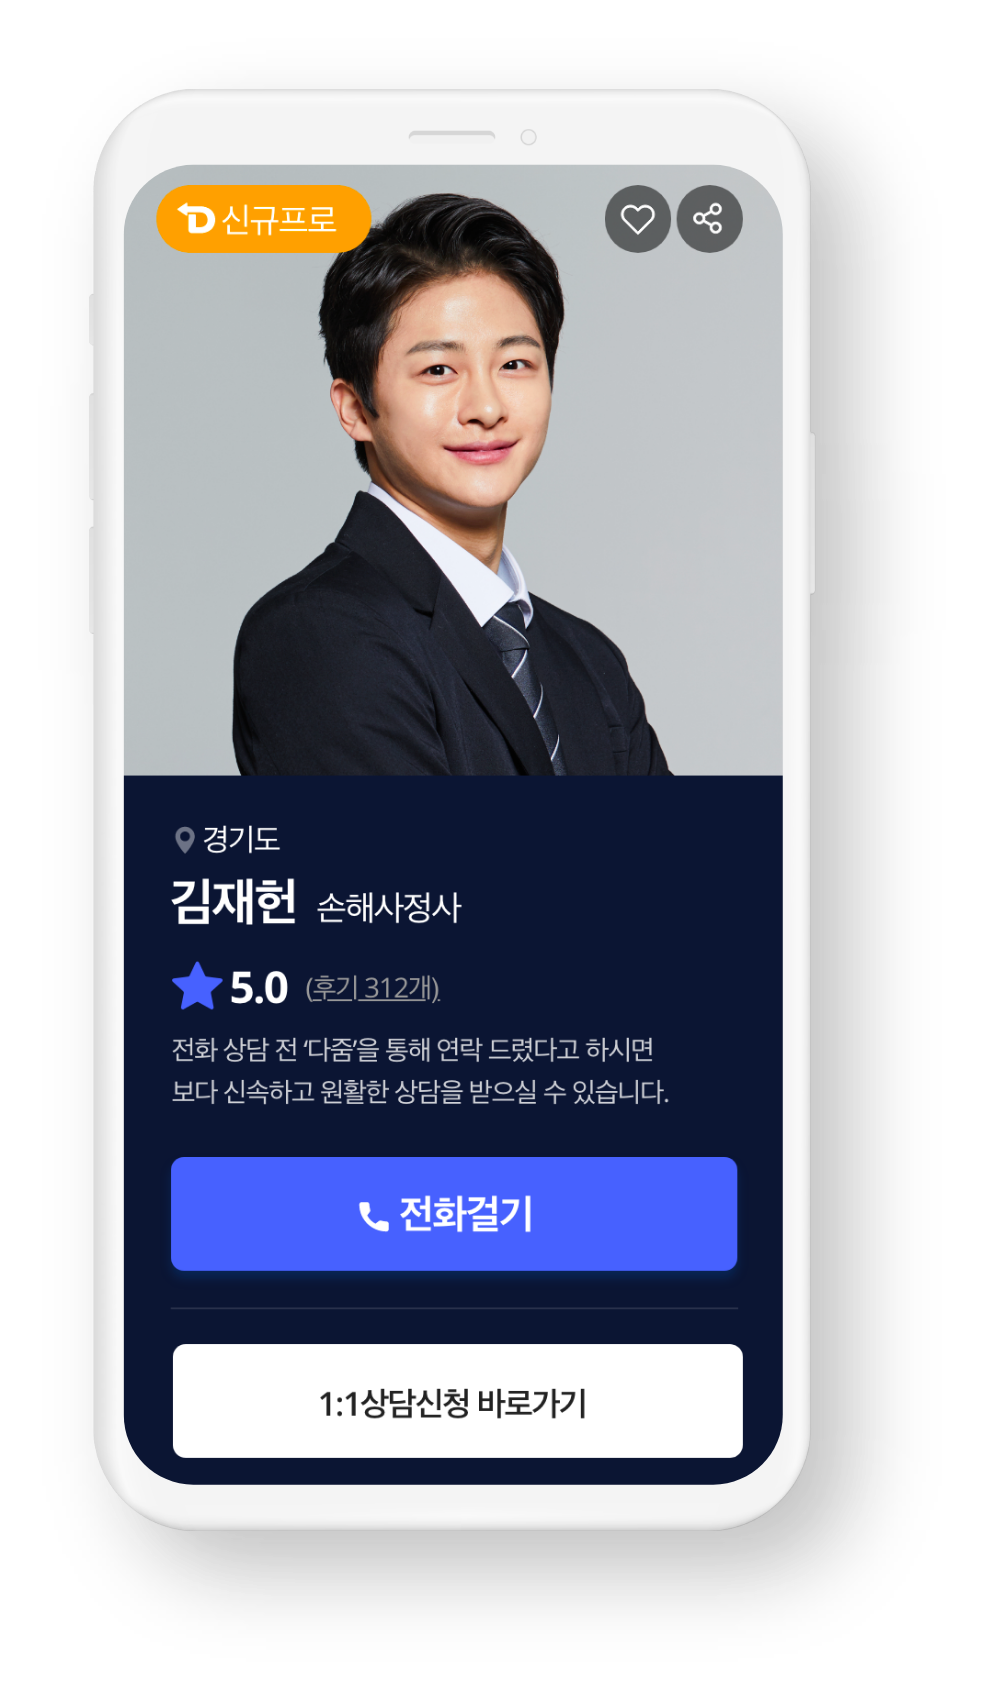 신규프로
경기도
김재헌 손해사정사
5.0 (후기 312개)
전화 상담 전 ‘다줌’을 통해 연락 드렸다고 하시면
보다 신속하고 원활한 상담을 받으실 수 있습니다.
전화걸기
1:1상담신청 바로가기